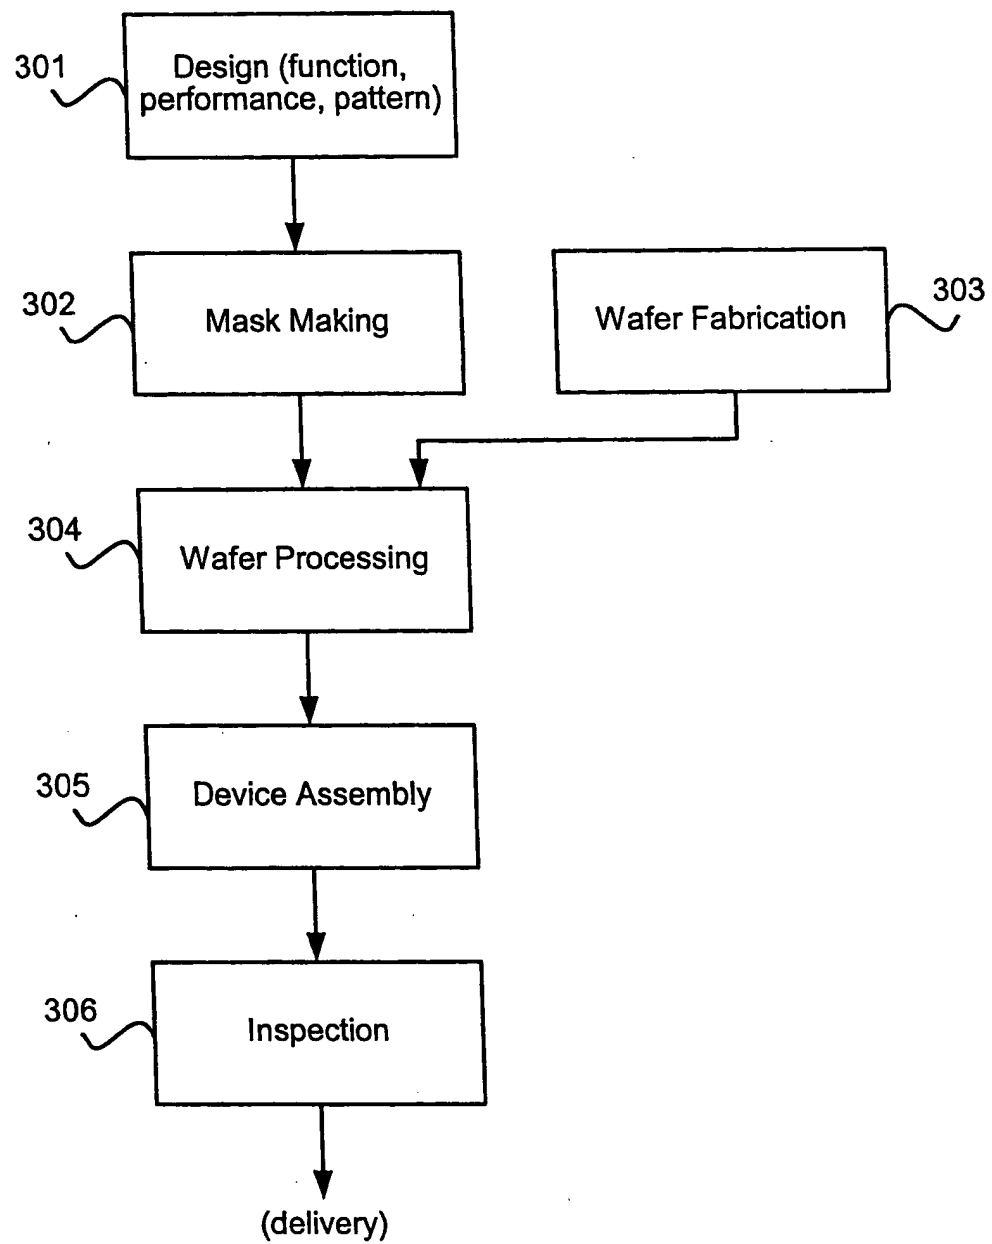 301
Design (function,
performance, pattern)
302
Mask Making
Wafer Fabrication
303
304
Wafer Processing
305
Device Assembly
306
Inspection
(delivery)